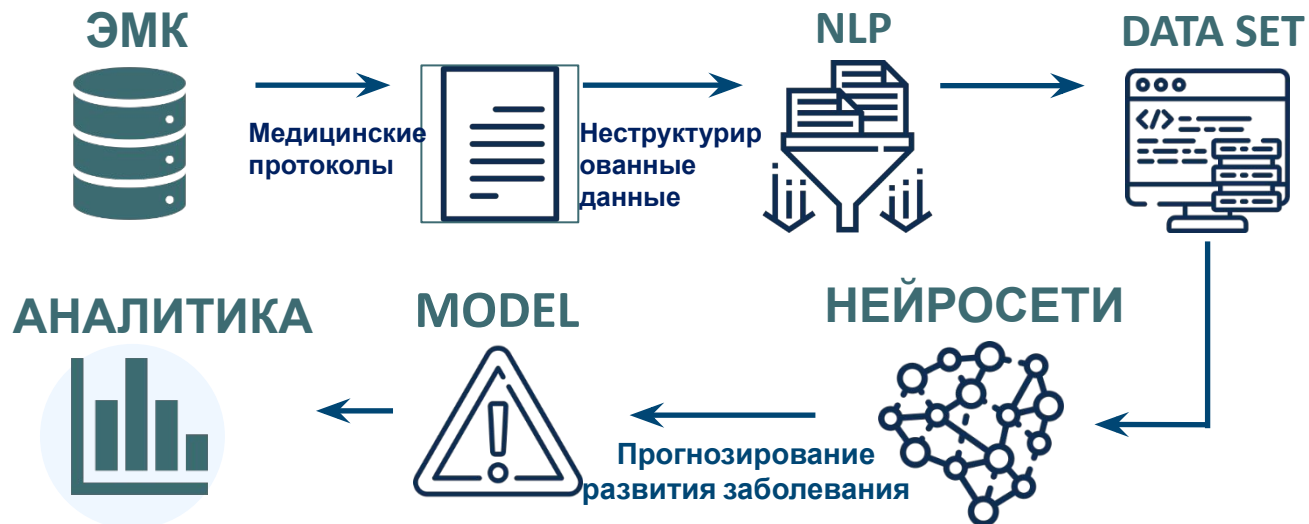 ЭМК
NLP
DATA SET
Медицинские
протоколы
Неструктурир
ованные
данные
</>
АНАЛИТИКА
MODEL
НЕЙРОСЕТИ
Прогнозирование
развития заболевания